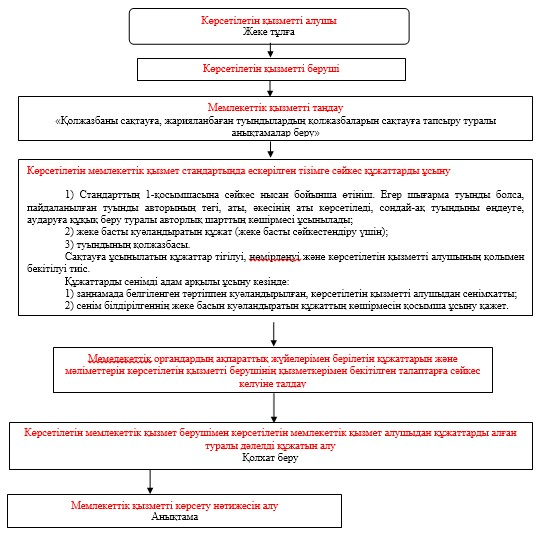 Көрсетілетін қызметті алушы
Жеке тұлға
Көрсетілетін қызметті беруші
Мемлекеттік қызметті таңдау
«Қолжазбаны сақтауға, жарияланбаған туындылардың қолжазбаларын сақтауға тапсыру туралы
анықтамалар беру»
Көрсетілетін мемлекеттік қызмет стандартында ескерілген тізімге сәйкес құжаттарды ұсыну
1) Стандарттың 1-қосымшасына сәйкес нысан бойынша өтініш. Егер шығарма туынды болса,
пайдаланылған туынды авторының тегі, аты, әкесінің аты көрсетіледі, сондай-ақ туындыны өңдеуге,
аударуға құқық беру туралы авторлық шарттың көшірмесі ұсынылады;
2) жеке басты куәландыратын құжат (жеке басты сәйкестендіру үшін);
3) туындының қолжазбасы.
Сақтауға ұсынылатын құжаттар тігілуі, нөмірленуі және көрсетілетін қызметті алушының қолымен
бекітілуі тиіс.
Құжаттарды сенімді адам арқылы ұсыну кезінде:
1) заңнамада белгіленген тәртіппен куәландырылған, көрсетілетін қызметті алушыдан сенімхатты;
2) сенім білдірілгеннің жеке басын куәландыратын құжаттың көшірмесін қосымша ұсыну қажет.
Мемелекеттік органдардың ақпараттық жүйелерімен берілетін құжаттарын және
мәліметтерін көрсетілетін қызметті берушінің қызметкерімен бекітілген талаптарға сәйкес
келуіне талдау
Көрсетілетін мемлекеттік қызмет берушімен көрсетілетін мемлекеттік қызмет алушыдан құжаттарды алған
туралы дәлелді құжатын алу
Қолхат беру
Мемлекеттік қызметті көрсету нәтижесін алу
Анықтама